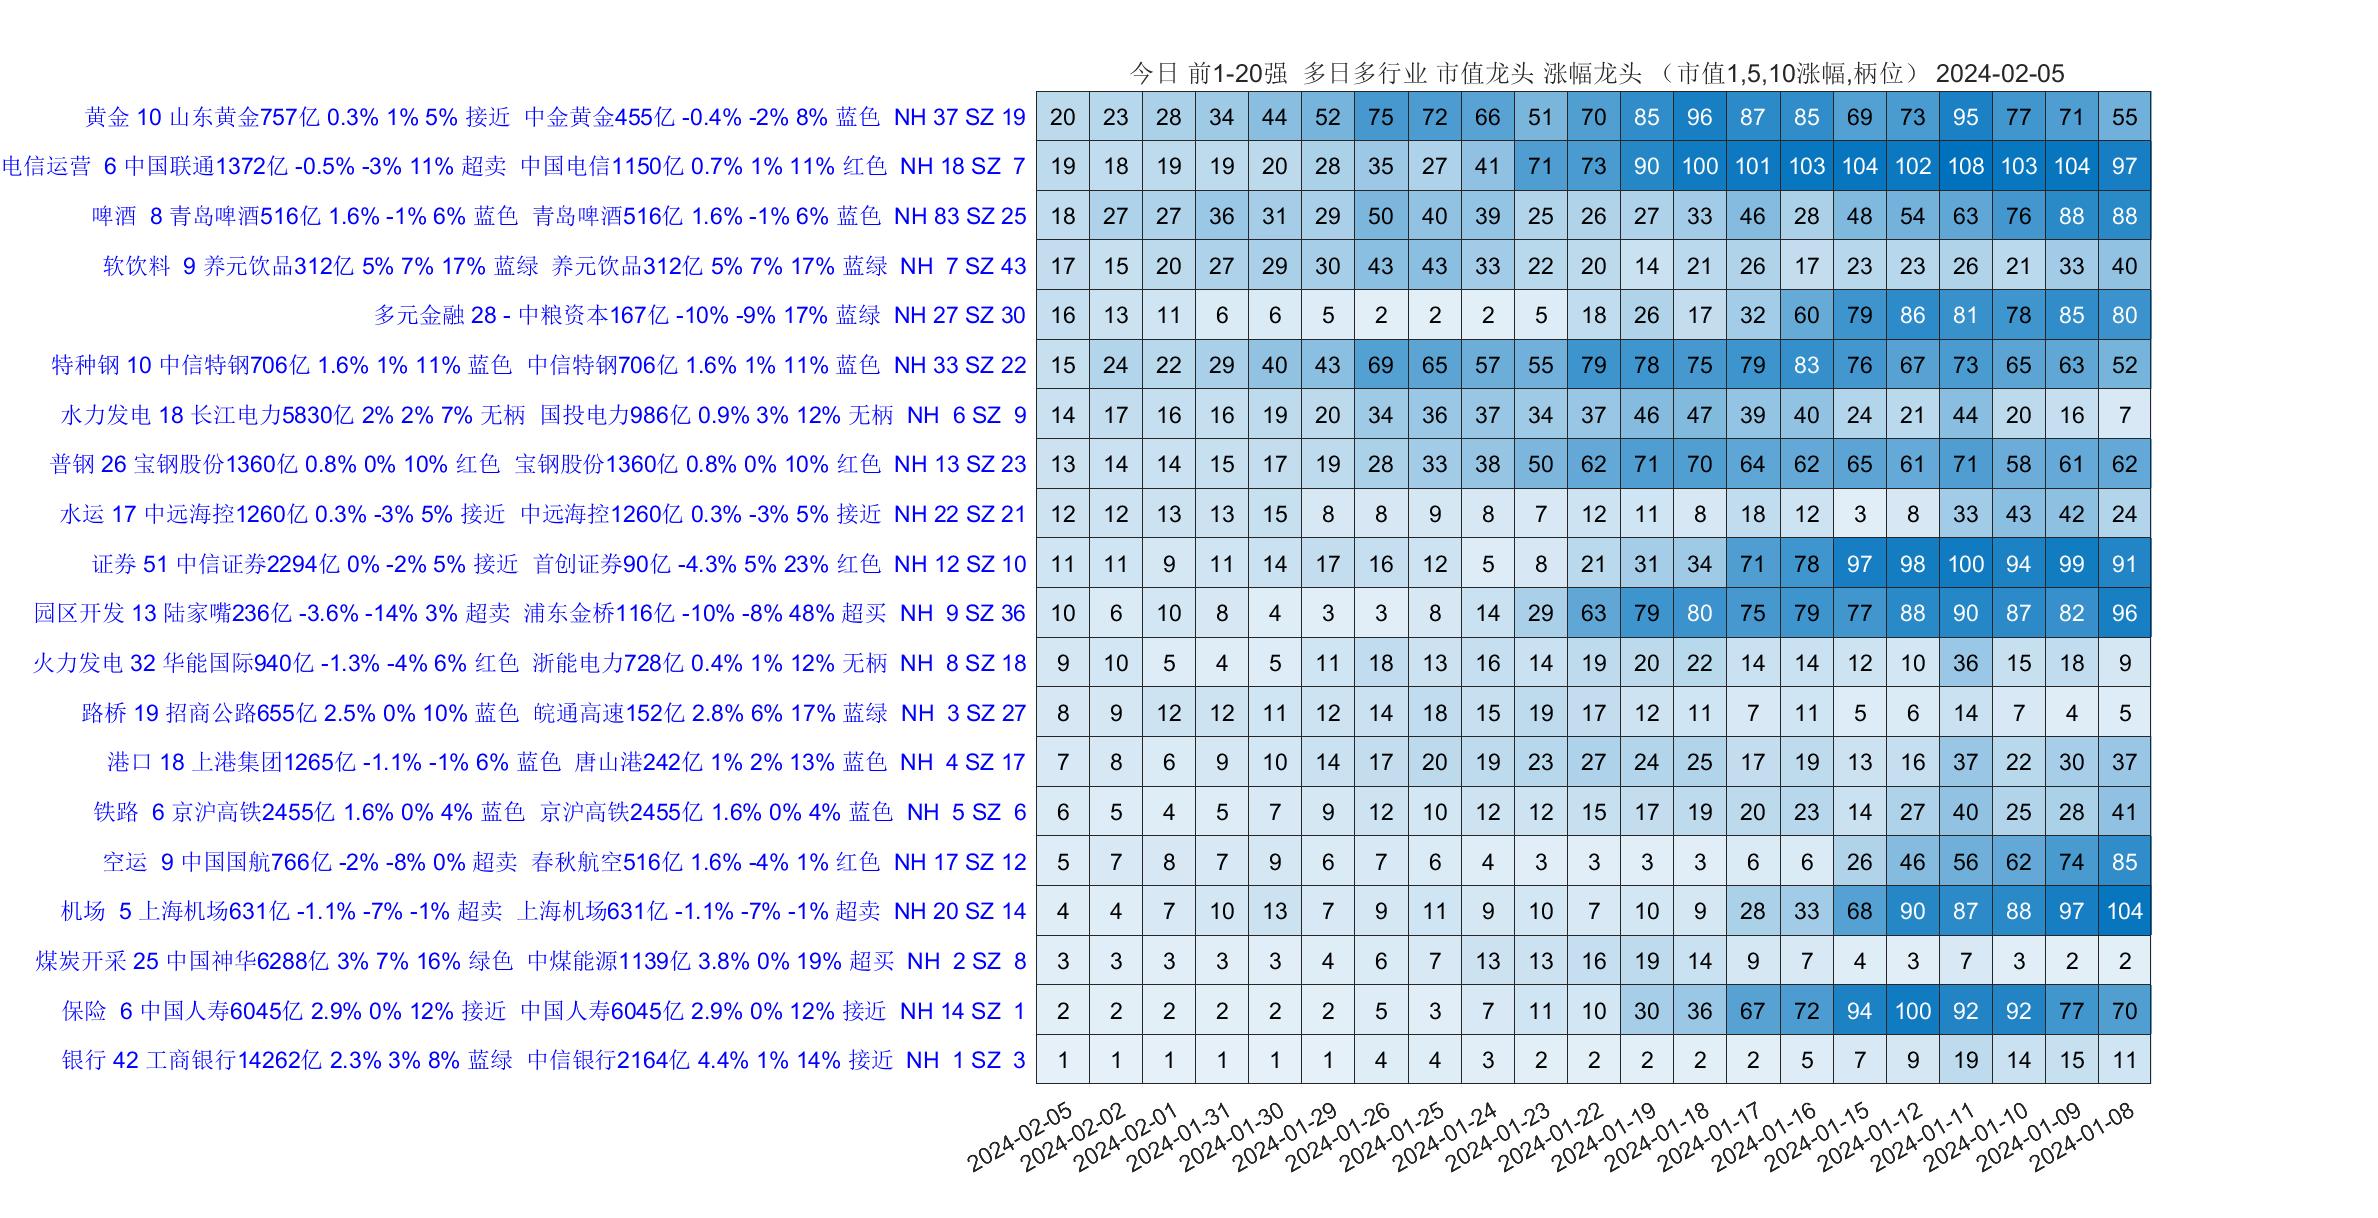 今日 前1-20强 多日多行业 市值龙头 涨幅龙头 （市值1,5,10涨幅,柄位） 2024-02-05
黄金 10 山东黄金757亿 0.3% 1% 5% 接近 中金黄金455亿 -0.4% -2% 8% 蓝色 NH 37 SZ 19 20 23 28 34 44 52 75 72 66 51 70 85 96 87 85 69 73 95 77 71 55
电信运营 6 中国联通1372亿 -0.5% -3% 11% 超卖 中国电信1150亿 0.7% 1% 11% 红色 NH 18 SZ 7 19 18 19 19 20 28 35 27 41 71 73 90 100 101 103 104 102 108 103 104 97
啤酒 8 青岛啤酒516亿 1.6% -1% 6% 蓝色 青岛啤酒516亿 1.6% -1% 6% 蓝色 NH 83 SZ 25 18 27 27 36 31 29 50 40 39 25 26 27 33 46 28 48 54 63 76 88 88
软饮料 9 养元饮品312亿 5% 7% 17% 蓝绿 养元饮品312亿 5% 7% 17% 蓝绿 NH 7 SZ 43 17 15 20 27 29 30 43 43 33 22 20 14 21 26 17 23 23 26 21 33 40
多元金融 28 - 中粮资本167亿 -10% -9% 17% 蓝绿 NH 27 SZ 30 16 13 11 6 6 5 2 2 2 5 18 26 17 32 60 79 86 81 78 85 80
特种钢 10 中信特钢706亿 1.6% 1% 11% 蓝色 中信特钢706亿 1.6% 1% 11% 蓝色 NH 33 SZ 22 15 24 22 29 40 43 69 65 57 55 79 78 75 79 83 76 67 73 65 63 52
水力发电 18 长江电力5830亿 2% 2% 7% 无柄 国投电力986亿 0.9% 3% 12% 无柄 NH 6 SZ 9 14 17 16 16 19 20 34 36 37 34 37 46 47 39 40 24 21 44 20 16 7
普钢 26 宝钢股份1360亿 0.8% 0% 10% 红色 宝钢股份1360亿 0.8% 0% 10% 红色 NH 13 SZ 23 13 14 14 15 17 19 28 33 38 50 62 71 70 64 62 65 61 71 58 61 62
水运 17 中远海控1260亿 0.3% -3% 5% 接近 中远海控1260亿 0.3% -3% 5% 接近 NH 22 SZ 21 12 12 13 13 15 8 8 9 8 7 12 11 8 18 12 3 8 33 43 42 24
证券 51 中信证券2294亿 0% -2% 5% 接近 首创证券90亿 -4.3% 5% 23% 红色 NH 12 SZ 10 11 11 9 11 14 17 16 12 5 8 21 31 34 71 78 97 98 100 94 99 91
园区开发 13 陆家嘴236亿 -3.6% -14% 3% 超卖 浦东金桥116亿 -10% -8% 48% 超买 NH 9 SZ 36 10 6 10 8 4 3 3 8 14 29 63 79 80 75 79 77 88 90 87 82 96
火力发电 32 华能国际940亿 -1.3% -4% 6% 红色 浙能电力728亿 0.4% 1% 12% 无柄 NH 8 SZ 18 9 10 5 4 5 11 18 13 16 14 19 20 22 14 14 12 10 36 15 18 9
路桥 19 招商公路655亿 2.5% 0% 10% 蓝色 皖通高速152亿 2.8% 6% 17% 蓝绿 NH 3 SZ 27 8 9 12 12 11 12 14 18 15 19 17 12 11 7 11 5 6 14 7 4 5
港口 18 上港集团1265亿 -1.1% -1% 6% 蓝色 唐山港242亿 1% 2% 13% 蓝色 NH 4 SZ 17 7 8 6 9 10 14 17 20 19 23 27 24 25 17 19 13 16 37 22 30 37
铁路 6 京沪高铁2455亿 1.6% 0% 4% 蓝色 京沪高铁2455亿 1.6% 0% 4% 蓝色 NH 5 SZ 6 6 5 4 5 7 9 12 10 12 12 15 17 19 20 23 14 27 40 25 28 41
空运 9 中国国航766亿 -2% -8% 0% 超卖 春秋航空516亿 1.6% -4% 1% 红色 NH 17 SZ 12 5 7 8 7 9 6 7 6 4 3 3 3 3 6 6 26 46 56 62 74 85
机场 5 上海机场631亿 -1.1% -7% -1% 超卖 上海机场631亿 -1.1% -7% -1% 超卖 NH 20 SZ 14 4 4 7 10 13 7 9 11 9 10 7 10 9 28 33 68 90 87 88 97 104
煤炭开采 25 中国神华6288亿 3% 7% 16% 绿色 中煤能源1139亿 3.8% 0% 19% 超买 NH 2 SZ 8 3 3 3 3 3 4 6 7 13 13 16 19 14 9 7 4 3 7 3 2 2
保险 6 中国人寿6045亿 2.9% 0% 12% 接近 中国人寿6045亿 2.9% 0% 12% 接近 NH 14 SZ 1 2 2 2 2 2 2 5 3 7 11 10 30 36 67 72 94 100 92 92 77 70
银行 42 工商银行14262亿 2.3% 3% 8% 蓝绿 中信银行2164亿 4.4% 1% 14% 接近 NH 1 SZ 3 1 1 1 1 1 1 4 4 3 2 2 2 2 2 5 7 9 19 14 15 11
2024-02-05 2024-02-02 2024-02-01 2024-01-31 2024-01-30 2024-01-29 2024-01-26 2024-01-25 2024-01-24 2024-01-23 2024-01-22 2024-01-19 2024-01-18 2024-01-17 2024-01-16 2024-01-15 2024-01-12 2024-01-11 2024-01-10 2024-01-09 2024-01-08